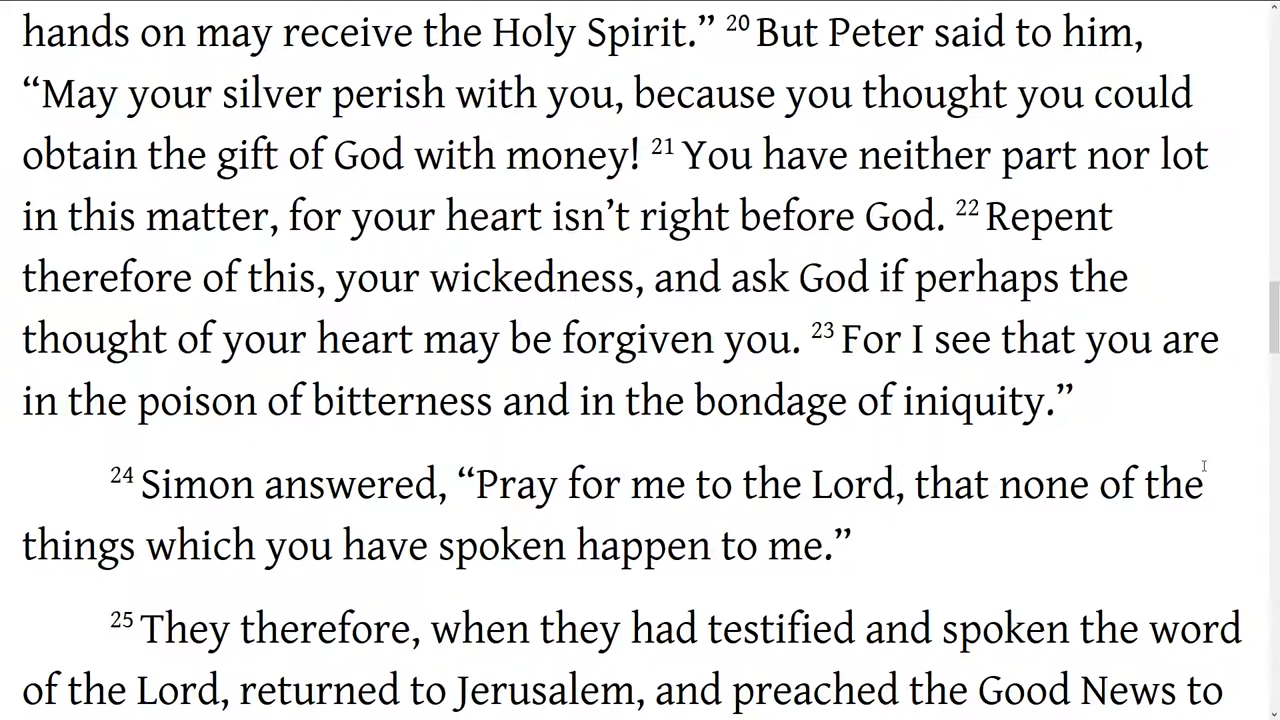 hands on may receive the Holy Spirit.” 20 But Peter said to him,
“May your silver perish with you, because you thought you could
obtain the gift of God with money! 21 You have neither part nor lot
in this matter, for your heart isn’t right before God. 22 Repent
therefore of this, your wickedness, and ask God if perhaps the
thought of your heart may be forgiven you. 23 For I see that you are
in the poison of bitterness and in the bondage of iniquity.”
24 Simon answered, “Pray for me to the Lord, that none of the
things which you have spoken happen to me.”
25 They therefore, when they had testified and spoken the word
of the Lord, returned to Jerusalem, and preached the Good News to